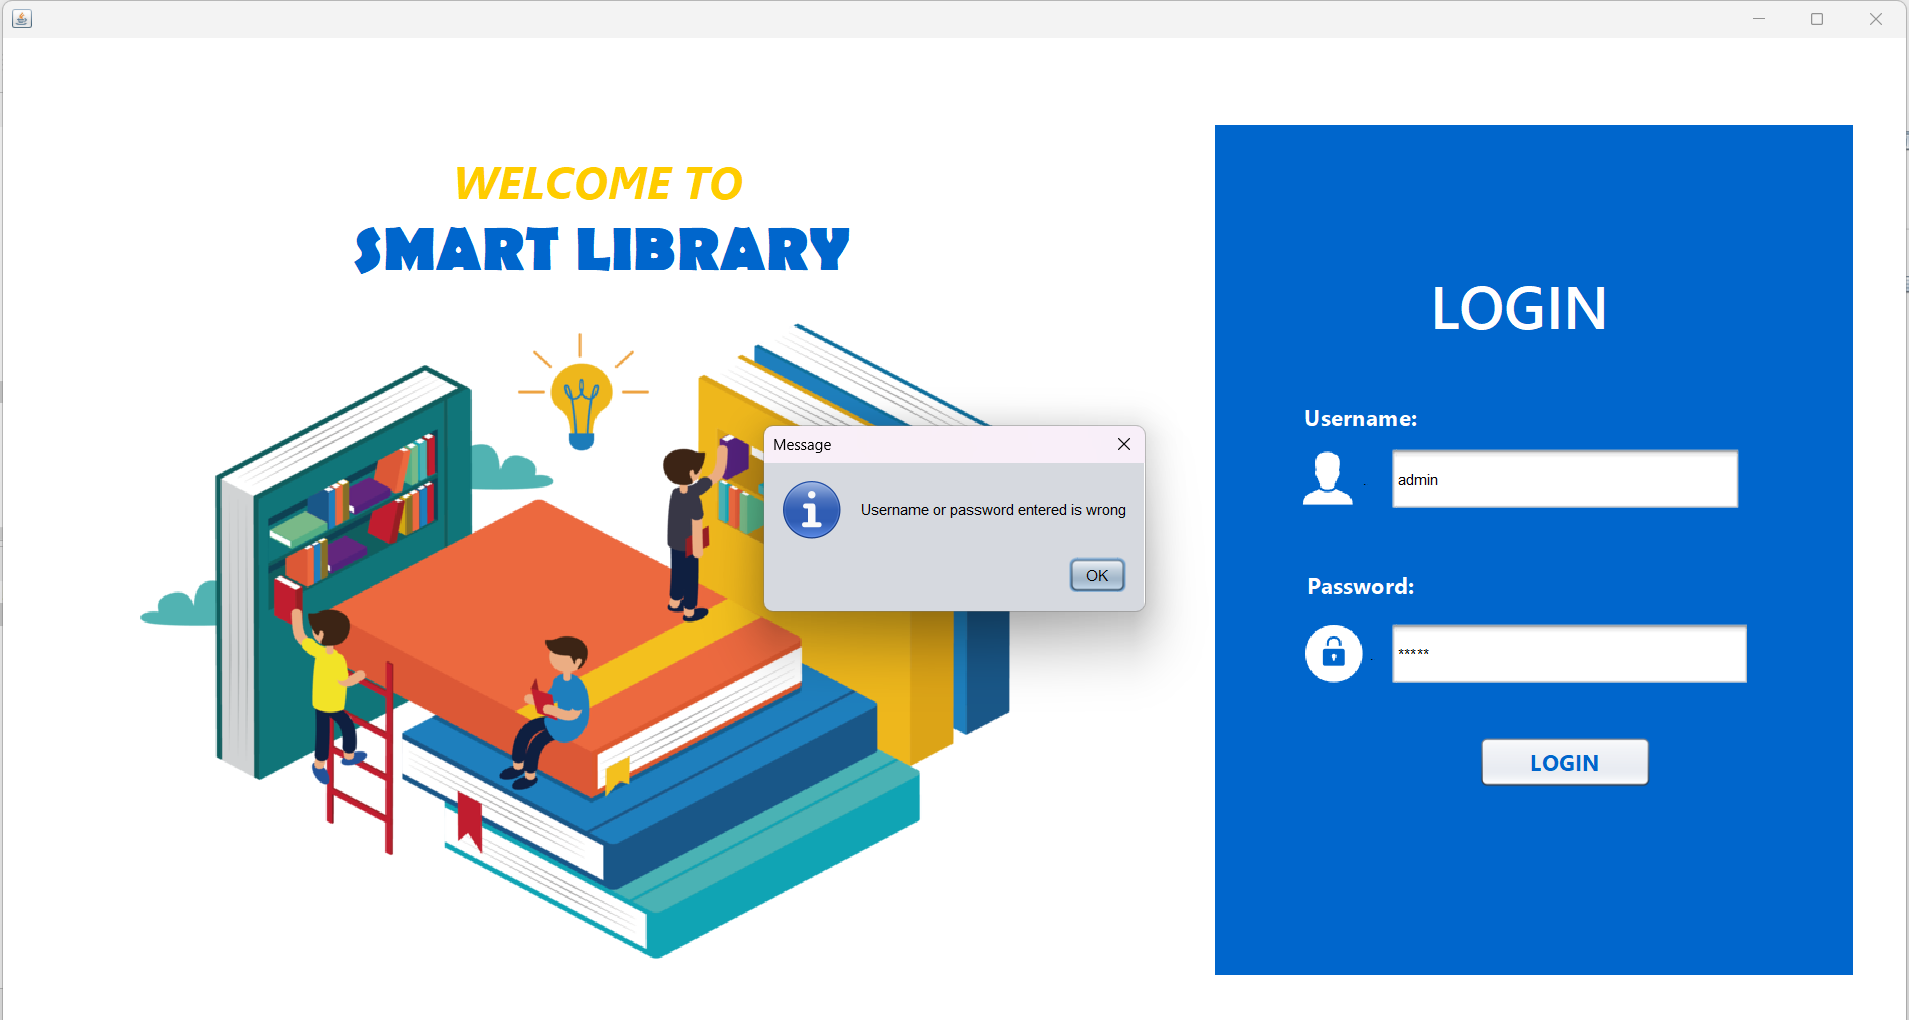 WELCOME TO
SMART LIBRARY
Message
Username or password entered is wrong
OK
LOGIN
Username:
admin
Password:
*****
LOGIN